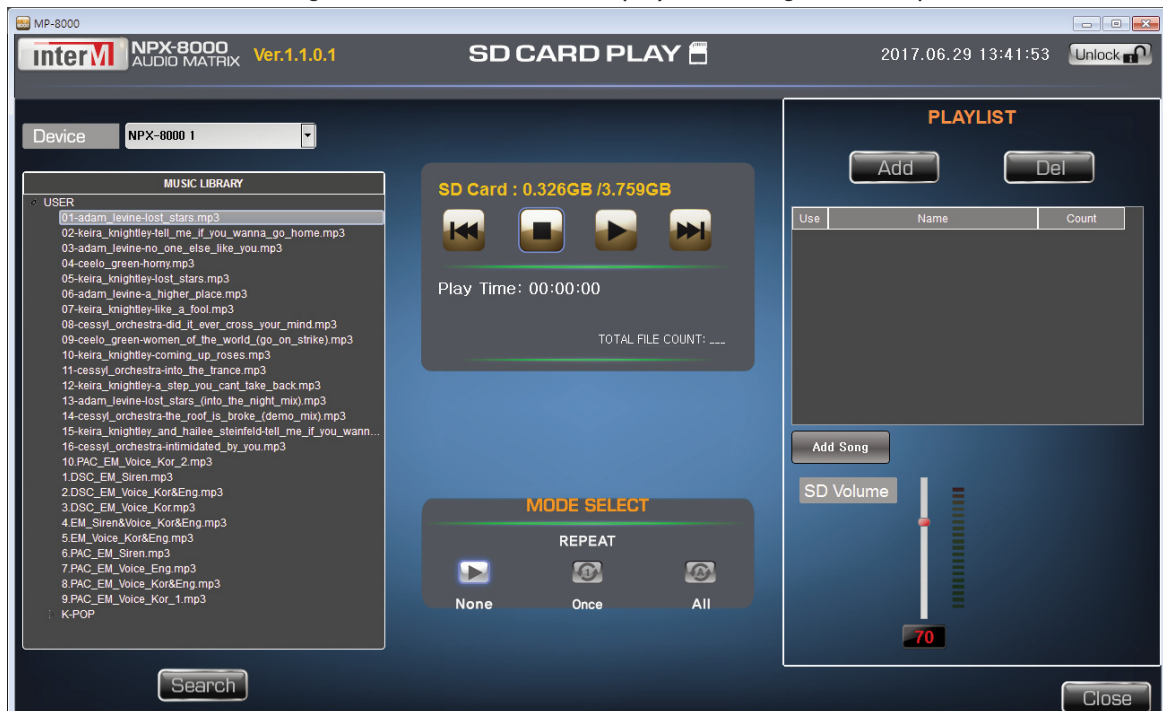 MP-8000
interM NPX-8000 AUDIO MATRIX Ver.1.1.0.1 SD CARD PLAY 2017.06.29 13:41:53 Unlock
Device NPX-8000 1
MUSIC LIBRARY
USER
01-adam_levine-lost_stars.mp3
02-keira_knightley-tell_me_if_you_wanna_go_home.mp3
03-adam_levine-no_one_else_like_you.mp3
04-ceelo_green-horny.mp3
05-keira_knightley-lost_stars.mp3
06-adam_levine-a_higher_place.mp3
07-keira_knightley-like_a_fool.mp3
08-cessyl_orchestra-did_it_ever_cross_your_mind.mp3
09-ceelo_green-women_of_the_world_(go_on_strike).mp3
10-keira_knightley-coming_up_roses.mp3
11-cessyl_orchestra-into_the_trance.mp3
12-keira_knightley-a_step_you_cant_take_back.mp3
13-adam_levine-lost_stars_(into_the_night_mix).mp3
14-cessyl_orchestra-the_roof_is_broke_(demo_mix).mp3
15-keira_knightley_and_hailee_steinfeld-tell_me_if_you_wann...
16-cessyl_orchestra-intimidated_by_you.mp3
10.PAC_EM_Voice_Kor_2.mp3
1.DSC_EM_Siren.mp3
2.DSC_EM_Voice_Kor&Eng.mp3
3.DSC_EM_Voice_Kor.mp3
4.EM_Siren&Voice_Kor&Eng.mp3
5.EM_Voice_Kor&Eng.mp3
6.PAC_EM_Siren.mp3
7.PAC_EM_Voice_Eng.mp3
8.PAC_EM_Voice_Kor&Eng.mp3
9.PAC_EM_Voice_Kor_1.mp3
K-POP
Search
SD Card : 0.326GB /3.759GB
Play Time: 00:00:00
TOTAL FILE COUNT: ___
MODE SELECT
REPEAT
None Once All
PLAYLIST
Add Del
Use Name Count
Add Song
SD Volume
70
Close